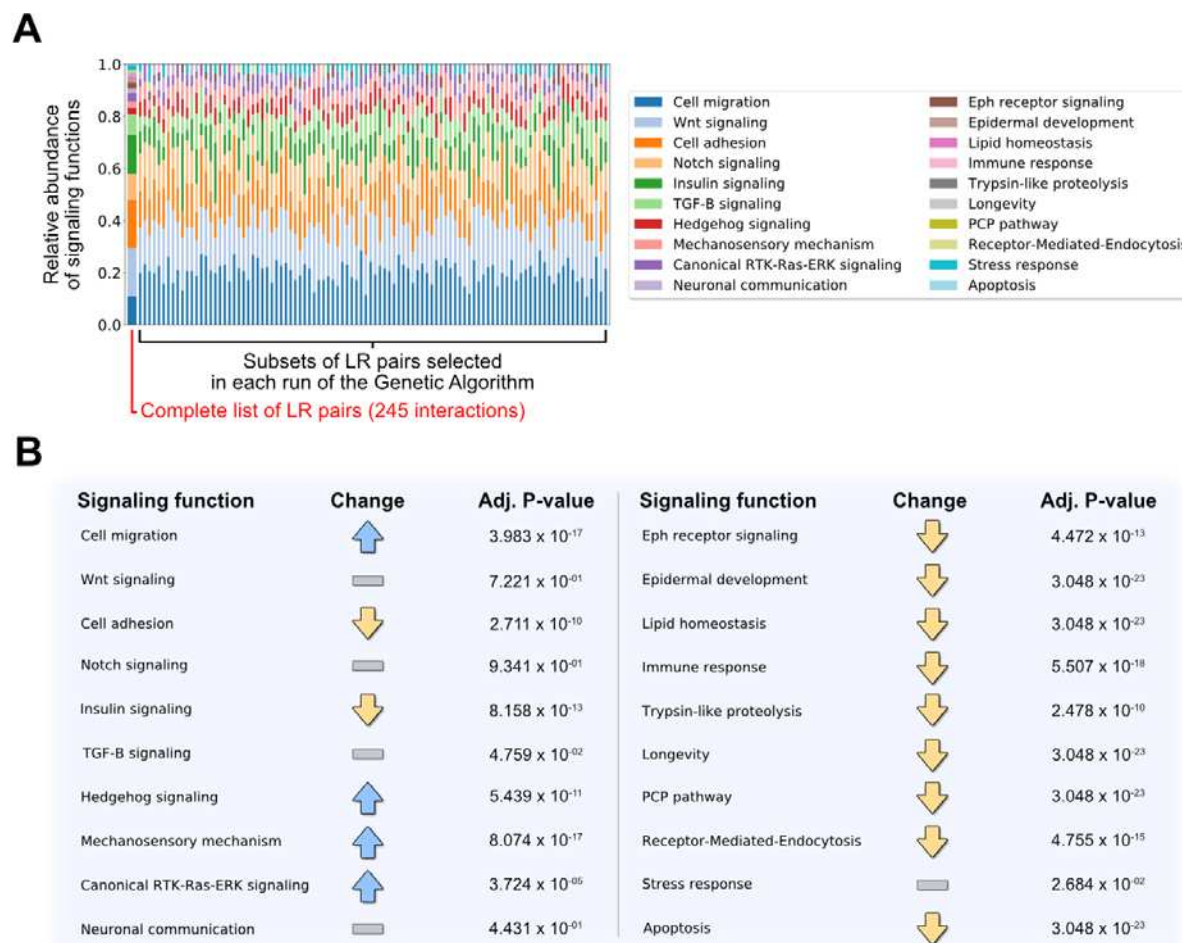 A
Relative abundance
of signaling functions
1.0
0.8
0.6
0.4
0.2
0.0
Cell migration
Wnt signaling
Cell adhesion
Notch signaling
Insulin signaling
TGF-B signaling
Hedgehog signaling
Mechanosensory mechanism
Canonical RTK-Ras-ERK signaling
Neuronal communication
Eph receptor signaling
Epidermal development
Lipid homeostasis
Immune response
Trypsin-like proteolysis
Longevity
PCP pathway
Receptor-Mediated-Endocytosis
Stress response
Apoptosis
Subsets of LR pairs selected
in each run of the Genetic Algorithm
Complete list of LR pairs (245 interactions)
B
Signaling function Change Adj. P-value
Cell migration 3.983 x 10-17
Wnt signaling 7.221 x 10-01
Cell adhesion 2.711 x 10-10
Notch signaling 9.341 x 10-01
Insulin signaling 8.158 x 10-13
TGF-B signaling 4.759 x 10-02
Hedgehog signaling 5.439 x 10-11
Mechanosensory mechanism 8.074 x 10-17
Canonical RTK-Ras-ERK signaling 3.724 x 10-05
Neuronal communication 4.431 x 10-01
Signaling function Change Adj. P-value
Eph receptor signaling 4.472 x 10-13
Epidermal development 3.048 x 10-23
Lipid homeostasis 3.048 x 10-23
Immune response 5.507 x 10-18
Trypsin-like proteolysis 2.478 x 10-10
Longevity 3.048 x 10-23
PCP pathway 3.048 x 10-23
Receptor-Mediated-Endocytosis 4.755 x 10-15
Stress response 2.684 x 10-02
Apoptosis 3.048 x 10-23